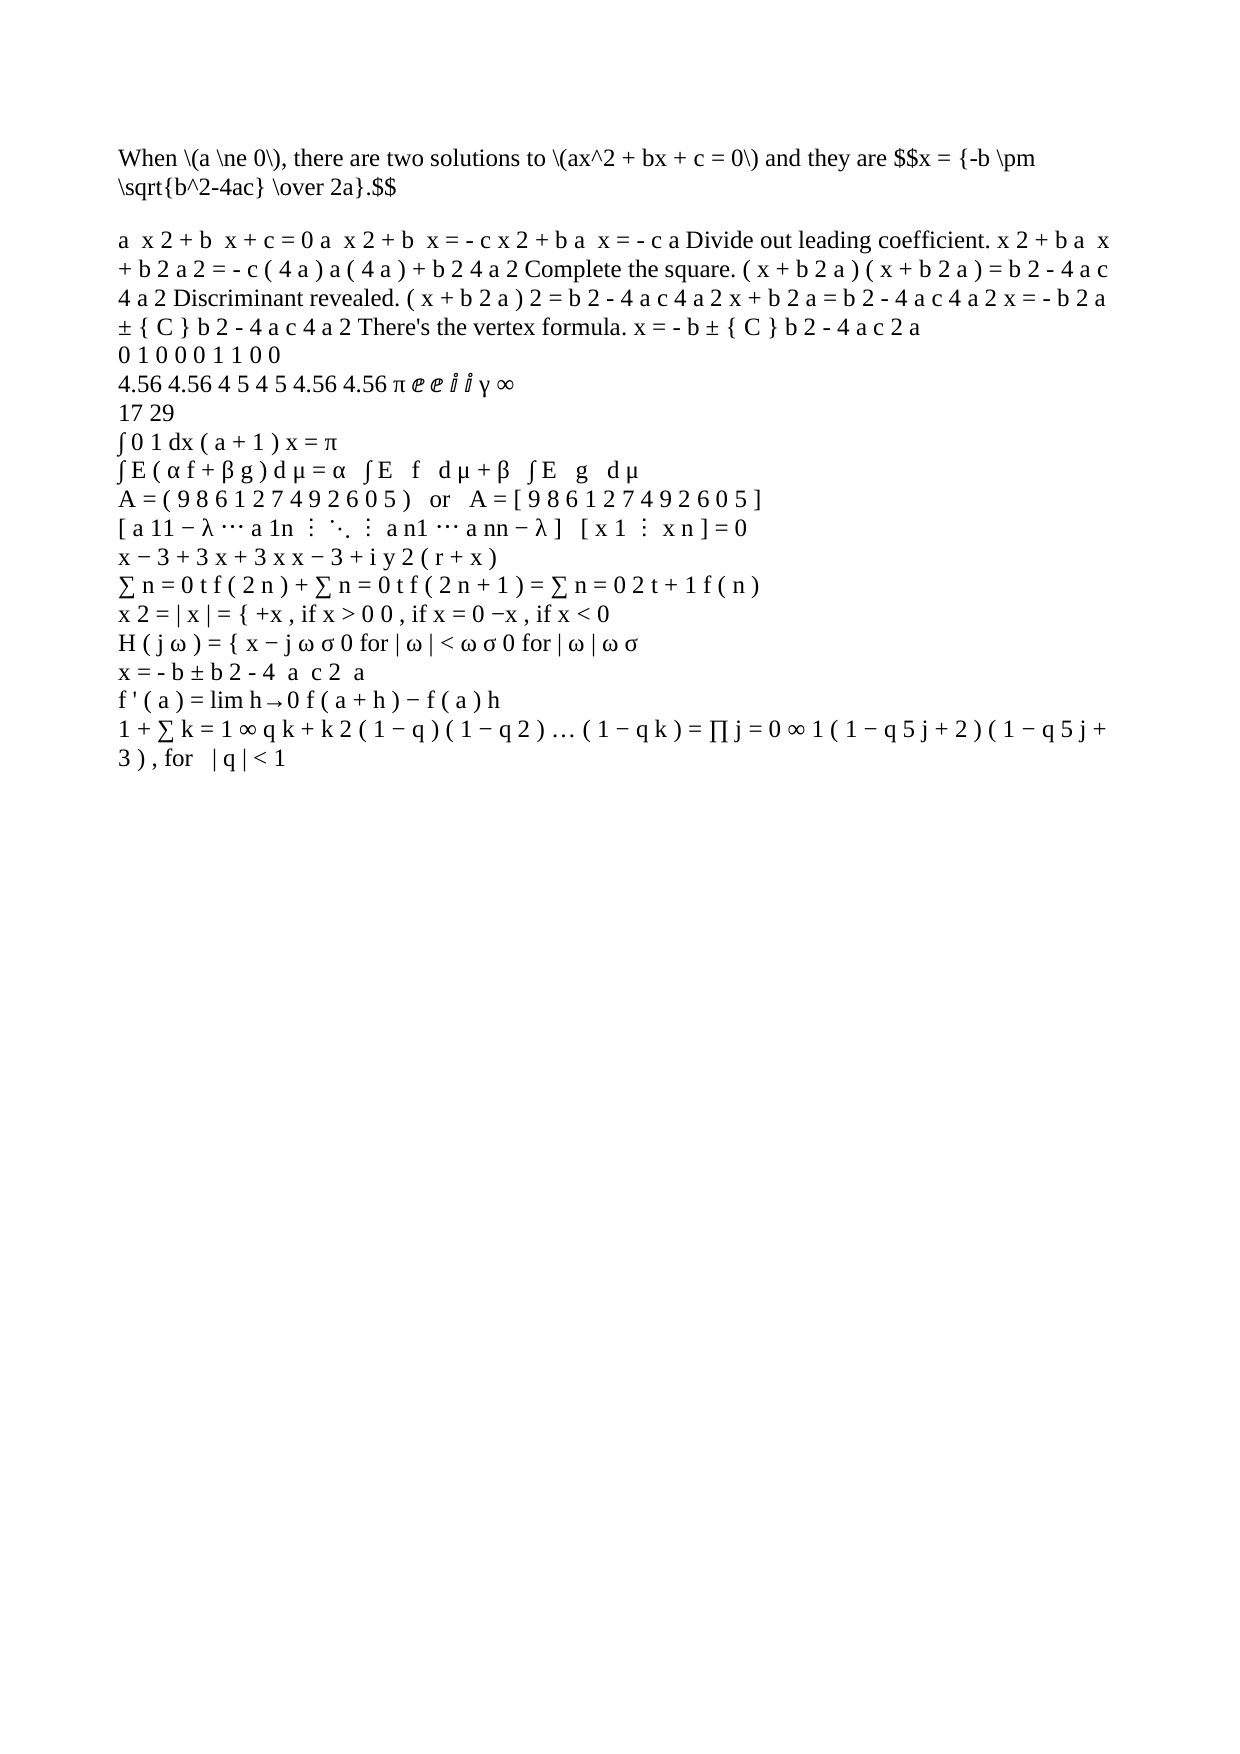 When \(a \ne 0\), there are two solutions to \(ax^2 + bx + c = 0\) and they are $$x = {-b \pm
\sqrt{b^2-4ac} \over 2a}.$$
a  x 2 + b  x + c = 0 a  x 2 + b  x = - c x 2 + b a  x = - c a Divide out leading coefficient. x 2 + b a  x
+ b 2 a 2 = - c ( 4 a ) a ( 4 a ) + b 2 4 a 2 Complete the square. ( x + b 2 a ) ( x + b 2 a ) = b 2 - 4 a c
4 a 2 Discriminant revealed. ( x + b 2 a ) 2 = b 2 - 4 a c 4 a 2 x + b 2 a = b 2 - 4 a c 4 a 2 x = - b 2 a
± { C } b 2 - 4 a c 4 a 2 There's the vertex formula. x = - b ± { C } b 2 - 4 a c 2 a
0 1 0 0 0 1 1 0 0
4.56 4.56 4 5 4 5 4.56 4.56 π ⅇ ⅇ ⅈ ⅈ γ ∞
17 29
∫ 0 1 dx ( a + 1 ) x = π
∫ E ( α f + β g ) d μ = α   ∫ E   f   d μ + β   ∫ E   g   d μ
A = ( 9 8 6 1 2 7 4 9 2 6 0 5 )   or   A = [ 9 8 6 1 2 7 4 9 2 6 0 5 ]
[ a 11 − λ ⋯ a 1n ⋮ ⋱ ⋮ a n1 ⋯ a nn − λ ]   [ x 1 ⋮ x n ] = 0
x − 3 + 3 x + 3 x x − 3 + i y 2 ( r + x )
∑ n = 0 t f ( 2 n ) + ∑ n = 0 t f ( 2 n + 1 ) = ∑ n = 0 2 t + 1 f ( n )
x 2 = | x | = { +x , if x > 0 0 , if x = 0 −x , if x < 0
H ( j ω ) = { x − j ω σ 0 for | ω | < ω σ 0 for | ω | ω σ
x = - b ± b 2 - 4  a  c 2  a
f ' ( a ) = lim h→0 f ( a + h ) − f ( a ) h
1 + ∑ k = 1 ∞ q k + k 2 ( 1 − q ) ( 1 − q 2 ) … ( 1 − q k ) = ∏ j = 0 ∞ 1 ( 1 − q 5 j + 2 ) ( 1 − q 5 j +
3 ) , for   | q | < 1